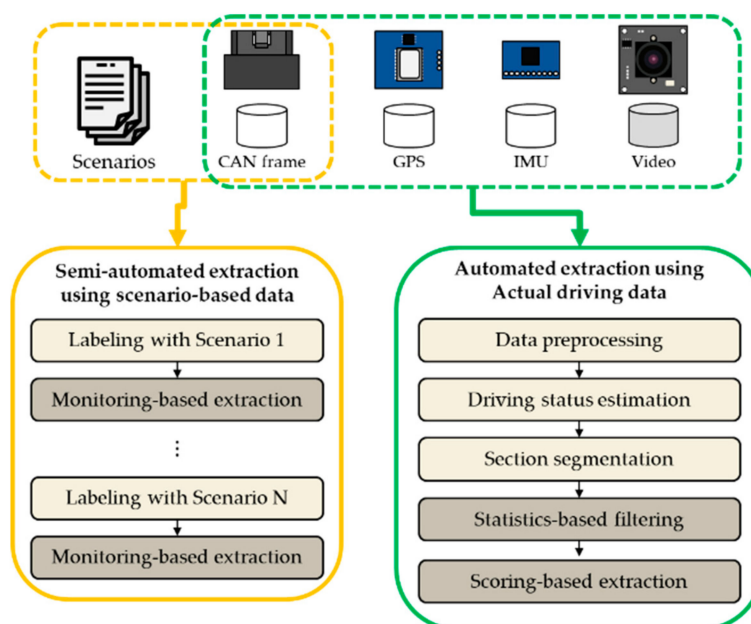 Scenarios
CAN frame
GPS
IMU
Video
Semi-automated extraction
using scenario-based data
Labeling with Scenario 1
Monitoring-based extraction
⋮
Labeling with Scenario N
Monitoring-based extraction
Automated extraction using
Actual driving data
Data preprocessing
Driving status estimation
Section segmentation
Statistics-based filtering
Scoring-based extraction